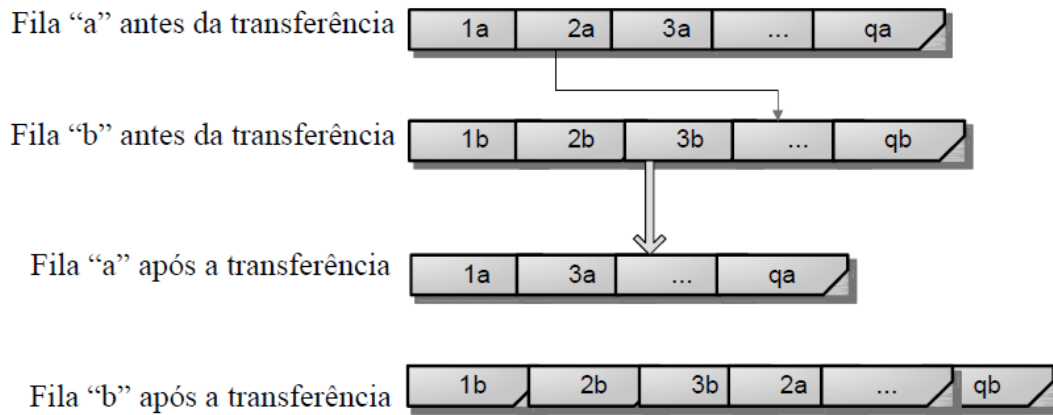 Fila “a” antes da transferência 1a 2a 3a ... qa
Fila “b” antes da transferência 1b 2b 3b ... qb
Fila “a” após a transferência 1a 3a ... qa
Fila “b” após a transferência 1b 2b 3b 2a ... qb